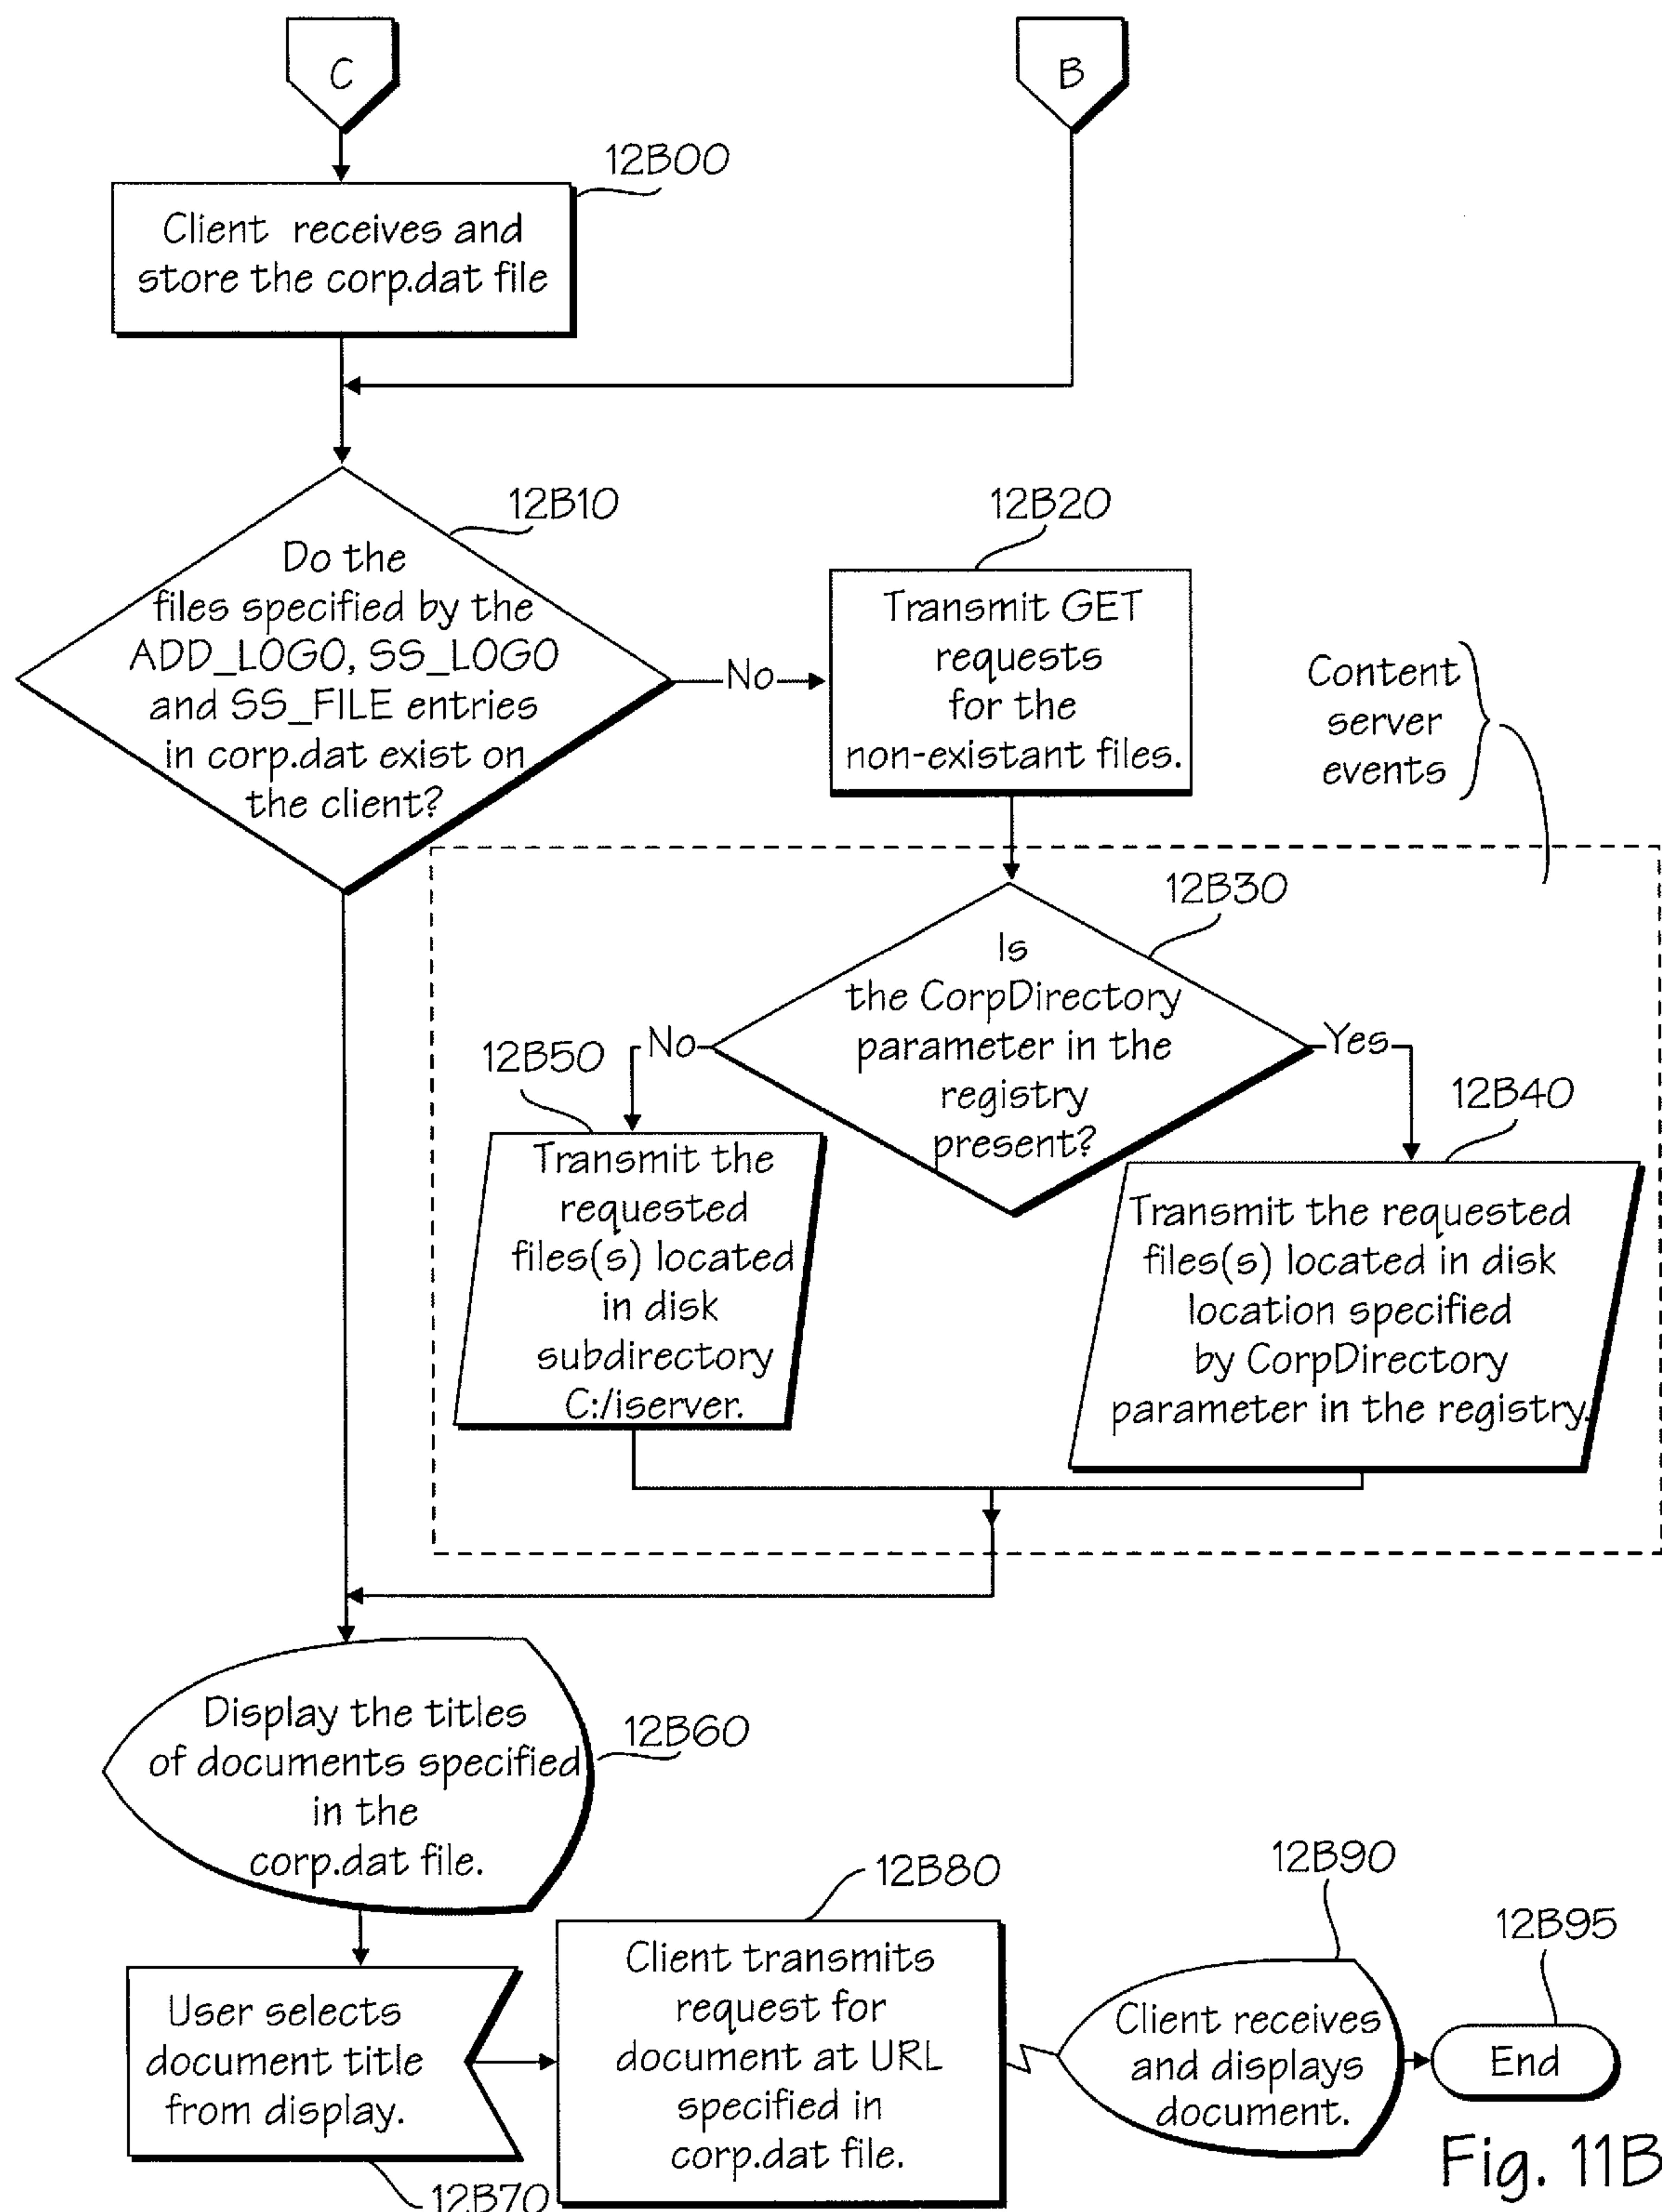 C
B
12B00
Client receives and
store the corp.dat file
12B10
Do the
files specified by the
ADD_LOGO, SS_LOGO
and SS_FILE entries
in corp.dat exist on
the client?
No
12B20
Transmit GET
requests
for the
non-existant files.
Content
server
events
12B30
Is
the CorpDirectory
parameter in the
registry
present?
No
Yes
12B50
Transmit the
requested
files(s) located
in disk
subdirectory
C:/iserver.
12B40
Transmit the requested
files(s) located in disk
location specified
by CorpDirectory
parameter in the registry.
Display the titles
of documents specified
in the
corp.dat file.
12B60
User selects
document title
from display.
12B70
12B80
Client transmits
request for
document at URL
specified in
corp.dat file.
12B90
Client receives
and displays
document.
12B95
End
Fig. 11B